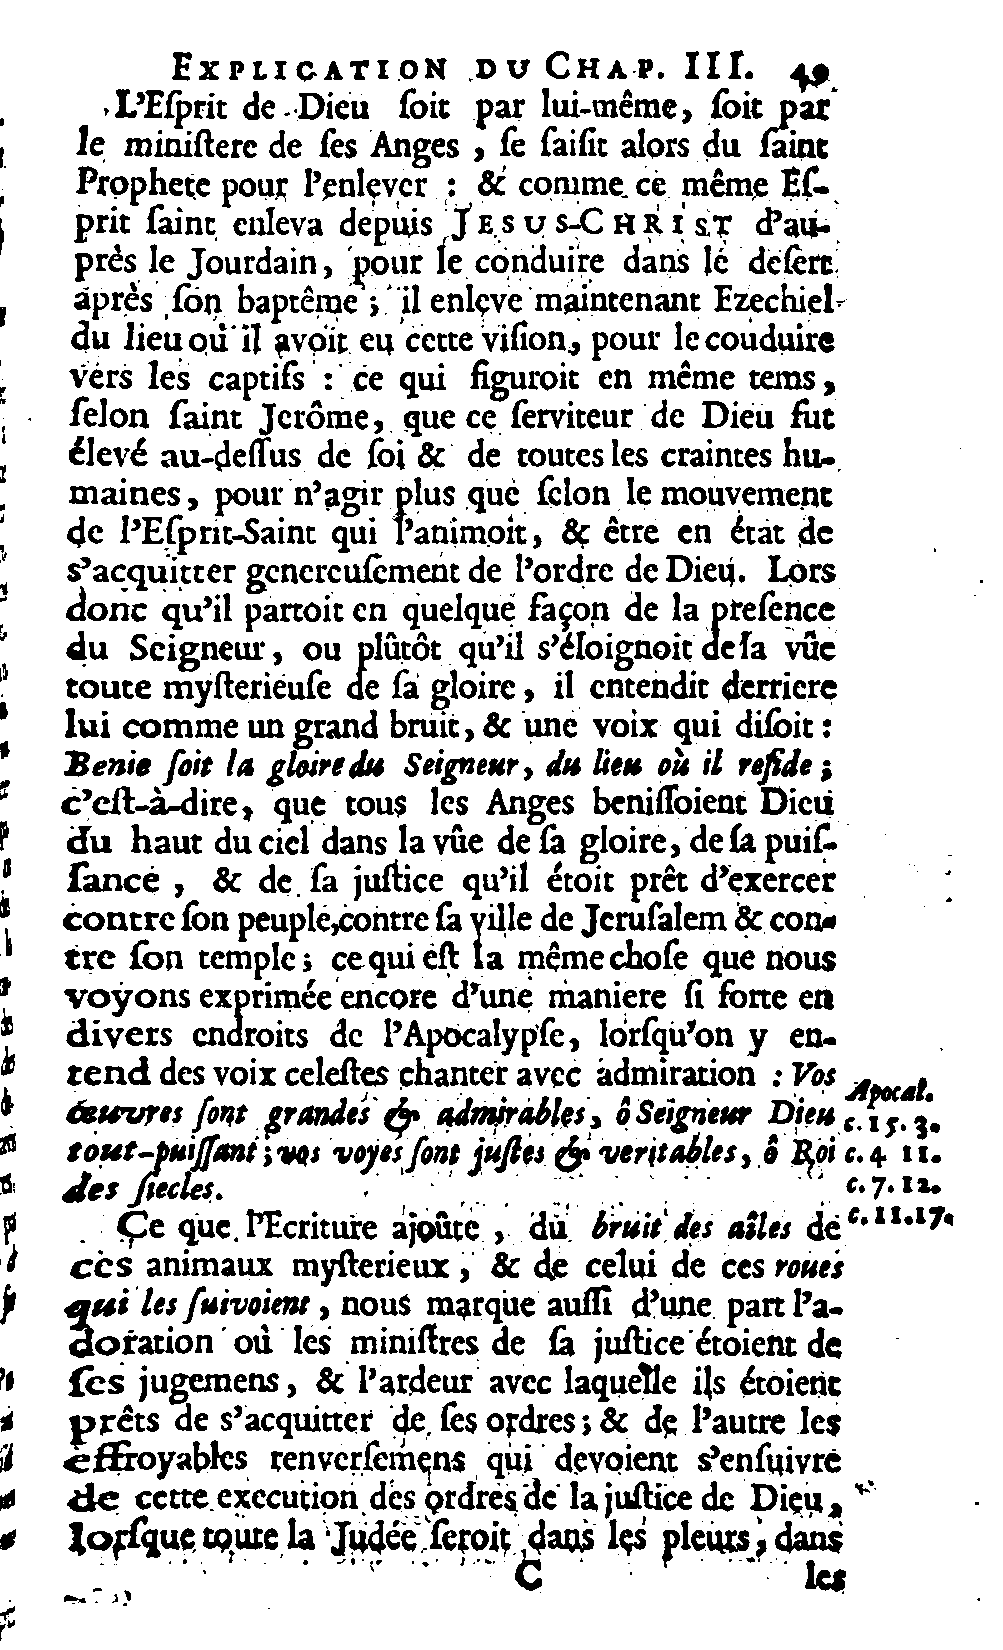 EXPLICATION DU CHAP. III. 49
L'Eſprit de Dieu ſoit par lui-même, ſoit par
le miniſtere de ſes Anges, ſe ſaiſit alors du ſaint
Prophete pour l'enlever : & comme ce même Eſ-
prit ſaint enleva depuis JESUS-CHRIST d'au-
près le Jourdain, pour le conduire dans le deſert
après ſon baptême ; il enleve maintenant Ezechiel
du lieu où il avoit eu cette viſion, pour le couduire
vers les captifs : ce qui figuroit en même tems,
ſelon ſaint Jerôme, que ce ſerviteur de Dieu fut
élevé au-deſſus de ſoi & de toutes les craintes hu-
maines, pour n'agir plus que ſelon le mouvement
de l'Eſprit-Saint qui l'animoit, & être en état de
s'acquitter genereuſement de l'ordre de Dieu. Lors
donc qu'il partoit en quelque façon de la preſence
du Seigneur, ou plûtôt qu'il s'éloignoit de la vûe
toute myſterieuſe de ſa gloire, il entendit derriere
lui comme un grand bruit, & une voix qui diſoit :
Benie ſoit la gloire du Seigneur, du lieu où il reſide ;
c'eſt-à-dire, que tous les Anges beniſſoient Dieu
du haut du ciel dans la vûe de ſa gloire, de ſa puiſ-
ſance, & de ſa juſtice qu'il étoit prêt d'exercer
contre ſon peuple, contre ſa ville de Jeruſalem & con-
tre ſon temple ; ce qui eſt la même choſe que nous
voyons exprimée encore d'une maniere ſi forte en
divers endroits de l'Apocalypſe, lorſqu'on y en-
tend des voix celeſtes chanter avec admiration : Vos
œuvres ſont grandes & admirables, ô Seigneur Dieu
tout-puiſſant ; vos voyes ſont juſtes & veritables, ô Roi
des ſiecles.
Apocal.
c. 15. 3.
c. 4 11.
c. 7. 12.
c. 11. 17.
Ce que l'Ecriture ajoûte, du bruit des aîles de
ces animaux myſterieux, & de celui de ces roues
qui les ſuivoient, nous marque auſſi d'une part l'a-
doration où les miniſtres de ſa juſtice étoient de
ſes jugemens, & l'ardeur avec laquelle ils étoient
prêts de s'acquitter de ſes ordres ; & de l'autre les
effroyables renverſemens qui devoient s'enſuivre
de cette execution des ordres de la juſtice de Dieu,
lorſque toute la Judée ſeroit dans les pleurs, dans
C les